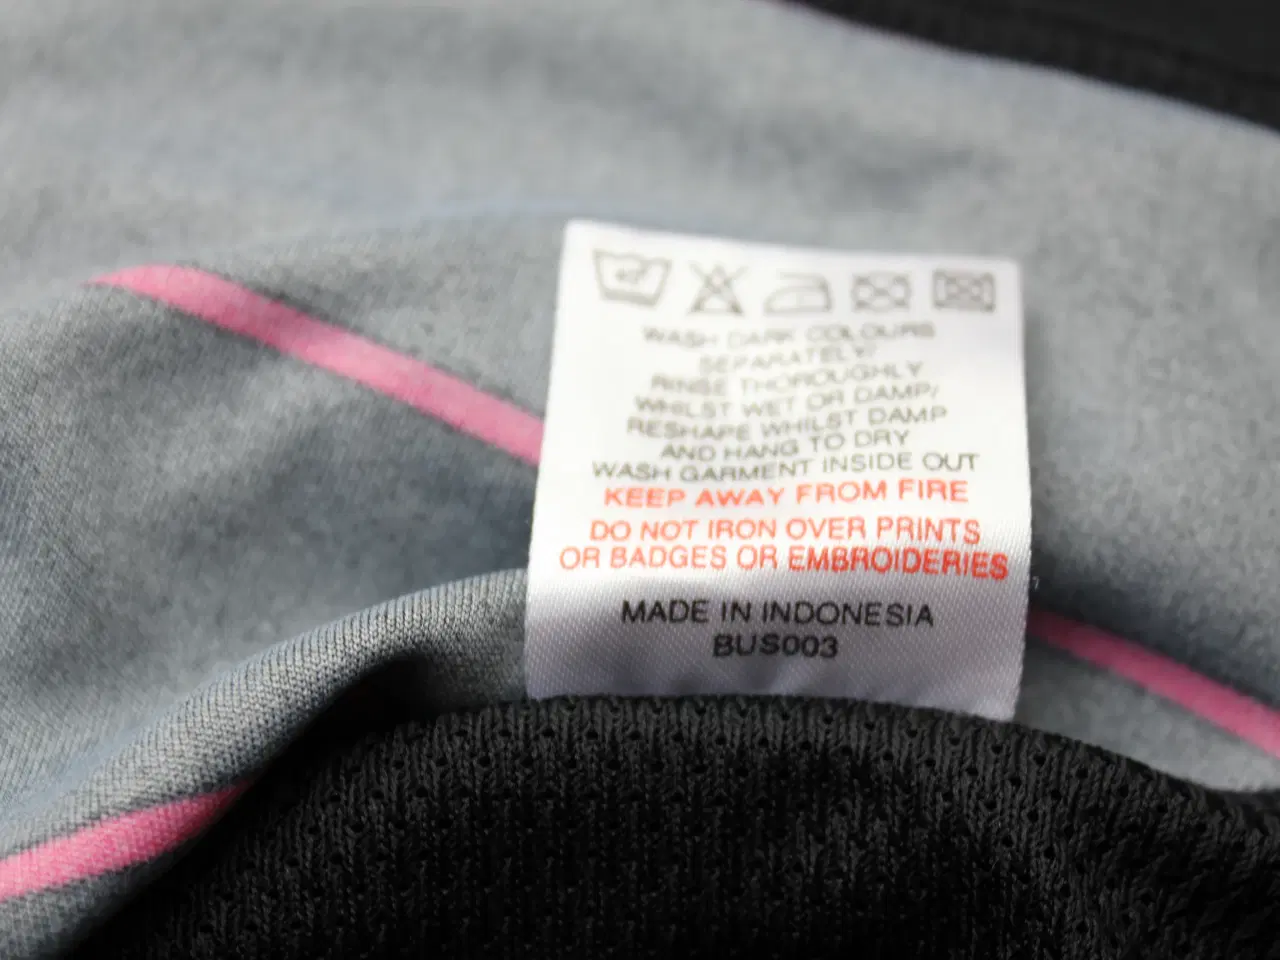 WASH DARK COLOURS
SEPARATELY/
RINSE THOROUGHLY
WHILST WET OR DAMP/
RESHAPE WHILST DAMP
AND HANG TO DRY
WASH GARMENT INSIDE OUT
KEEP AWAY FROM FIRE
DO NOT IRON OVER PRINTS
OR BADGES OR EMBROIDERIES
MADE IN INDONESIA
BUS003